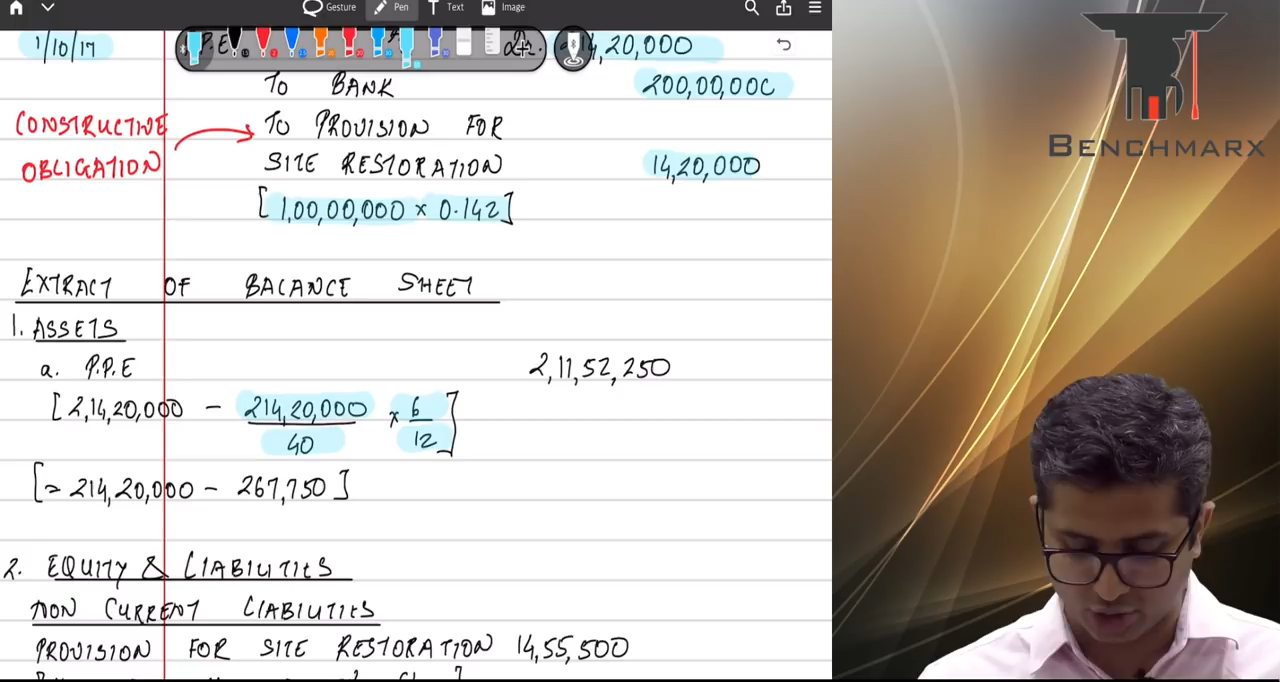 Gesture Pen Text Image
1/10/17 P.P.E Dr. 214,20,000
TO BANK 200,00,000
CONSTRUCTIVE TO PROVISION FOR
OBLIGATION SITE RESTORATION 14,20,000
[1,00,00,000 × 0.142]
EXTRACT OF BALANCE SHEET
1. ASSETS
a. P.P.E 2,11,52,250
[2,14,20,000 - 214,20,000/40 × 6/12]
[= 214,20,000 - 267,750]
2. EQUITY & LIABILITIES
NON CURRENT LIABILITIES
PROVISION FOR SITE RESTORATION 14,55,500
BENCHMARX